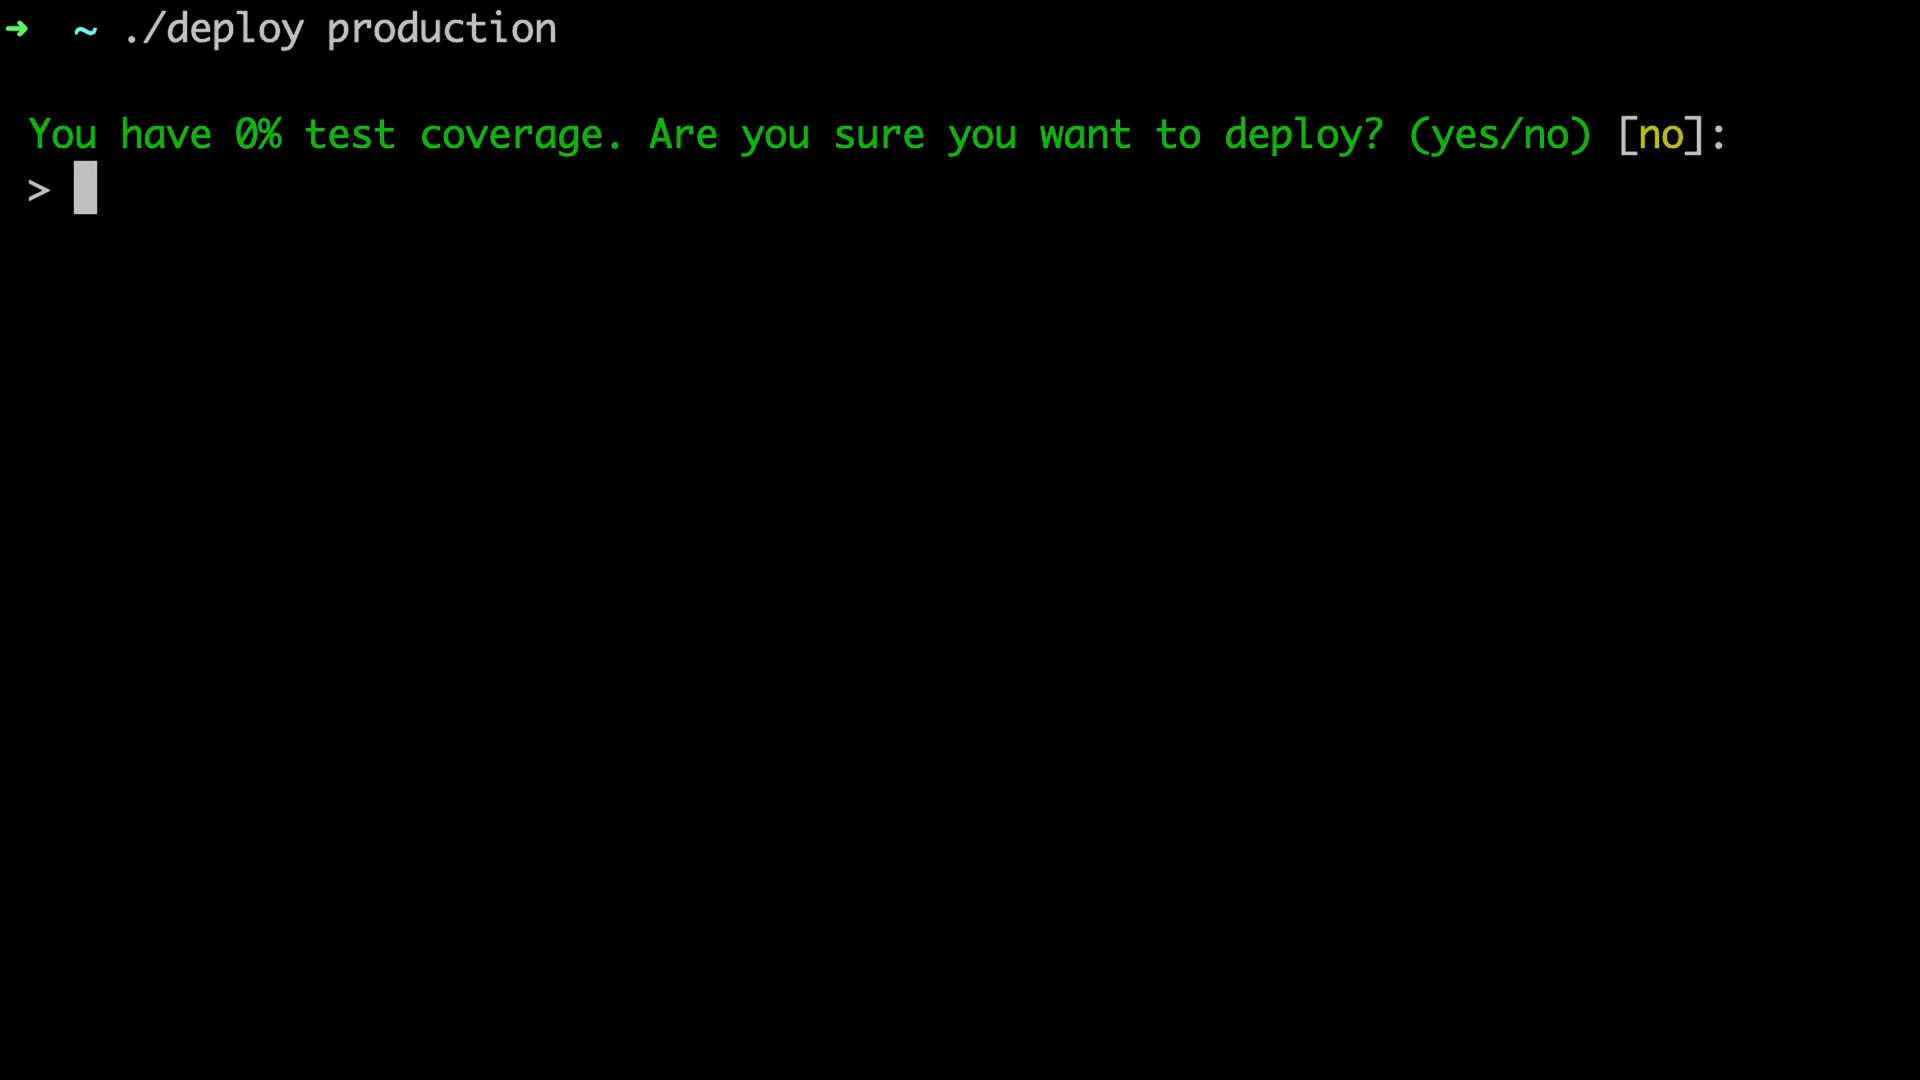 ➜  ~ ./deploy production
You have 0% test coverage. Are you sure you want to deploy? (yes/no) [no]:
>